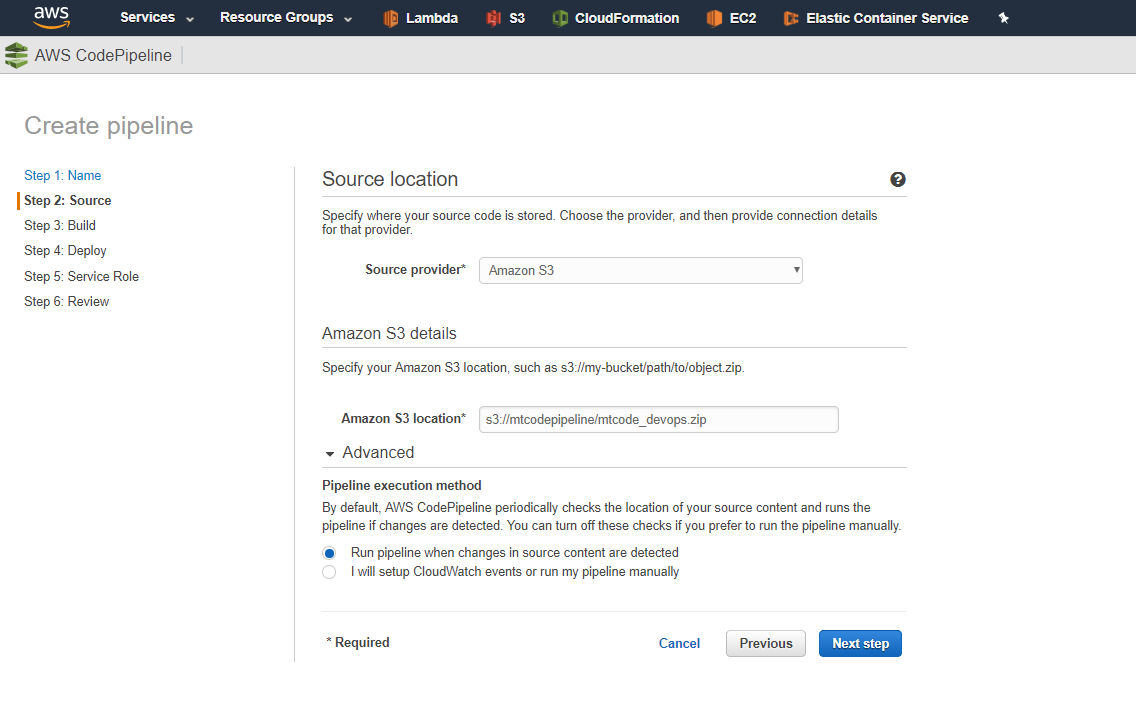 aws Services Resource Groups Lambda S3 CloudFormation EC2 Elastic Container Service
AWS CodePipeline
Create pipeline
Step 1: Name
Step 2: Source
Step 3: Build
Step 4: Deploy
Step 5: Service Role
Step 6: Review
Source location
?
Specify where your source code is stored. Choose the provider, and then provide connection details
for that provider.
Source provider* Amazon S3
Amazon S3 details
Specify your Amazon S3 location, such as s3://my-bucket/path/to/object.zip.
Amazon S3 location* s3://mtcodepipeline/mtcode_devops.zip
Advanced
Pipeline execution method
By default, AWS CodePipeline periodically checks the location of your source content and runs the
pipeline if changes are detected. You can turn off these checks if you prefer to run the pipeline manually.
Run pipeline when changes in source content are detected
I will setup CloudWatch events or run my pipeline manually
* Required Cancel Previous Next step